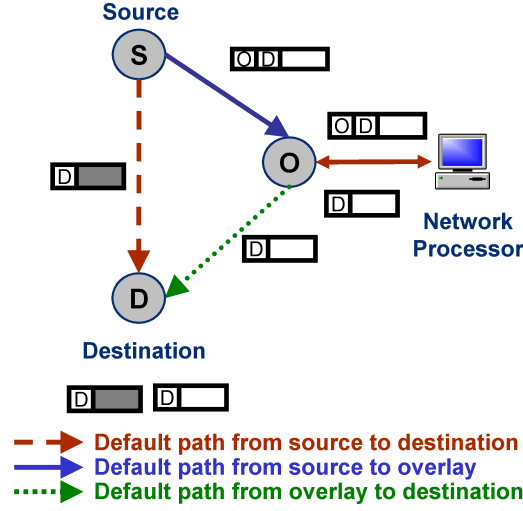 Source
S
O D
O D
O
D
D
D
Network
Processor
D
Destination
D D
Default path from source to destination
Default path from source to overlay
Default path from overlay to destination